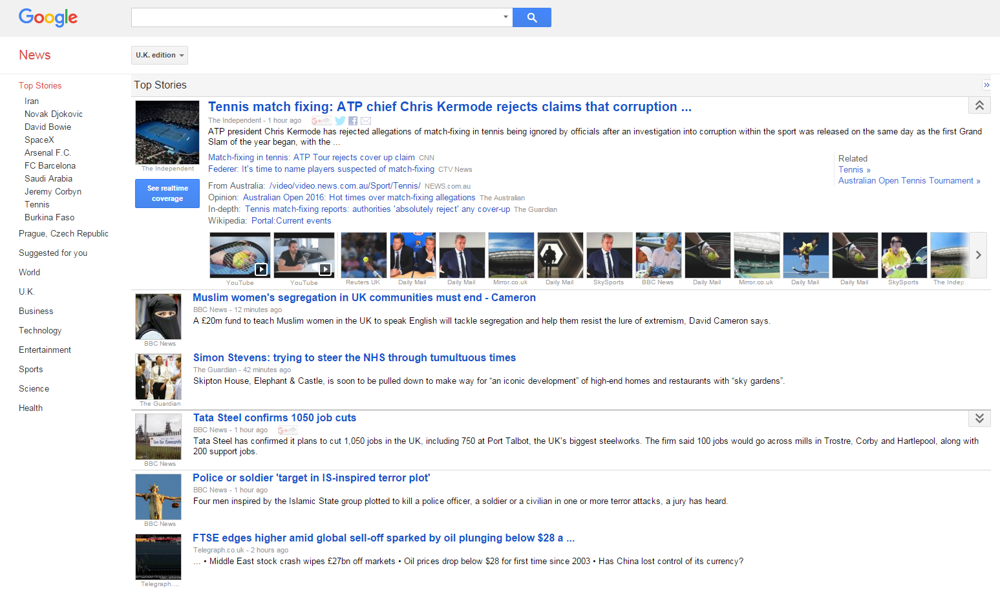 Google
News
U.K. edition
Top Stories
Iran
Novak Djokovic
David Bowie
SpaceX
Arsenal F.C.
FC Barcelona
Saudi Arabia
Jeremy Corbyn
Tennis
Burkina Faso
Prague, Czech Republic
Suggested for you
World
U.K.
Business
Technology
Entertainment
Sports
Science
Health
Top Stories »
Tennis match fixing: ATP chief Chris Kermode rejects claims that corruption ...
The Independent - 1 hour ago
ATP president Chris Kermode has rejected allegations of match-fixing in tennis being ignored by officials after an investigation into corruption within the sport was released on the same day as the first Grand
Slam of the year began, with the ...
The Independent
See realtime
coverage
Match-fixing in tennis: ATP Tour rejects cover up claim CNN
Federer: It's time to name players suspected of match-fixing CTV News
From Australia: /video/video.news.com.au/Sport/Tennis/ NEWS.com.au
Opinion: Australian Open 2016: Hot times over match-fixing allegations The Australian
In-depth: Tennis match-fixing reports: authorities 'absolutely reject' any cover-up The Guardian
Wikipedia: Portal:Current events
Related
Tennis »
Australian Open Tennis Tournament »
YouTube YouTube Reuters UK Daily Mail Daily Mail Mirror.co.uk Daily Mail SkySports BBC News Daily Mail Mirror.co.uk Daily Mail Daily Mail SkySports The Indep...
Muslim women's segregation in UK communities must end - Cameron
BBC News - 12 minutes ago
A £20m fund to teach Muslim women in the UK to speak English will tackle segregation and help them resist the lure of extremism, David Cameron says.
BBC News
Simon Stevens: trying to steer the NHS through tumultuous times
The Guardian - 42 minutes ago
Skipton House, Elephant & Castle, is soon to be pulled down to make way for “an iconic development” of high-end homes and restaurants with “sky gardens”.
The Guardian
Tata Steel confirms 1050 job cuts
BBC News - 1 hour ago
Tata Steel has confirmed it plans to cut 1,050 jobs in the UK, including 750 at Port Talbot, the UK's biggest steelworks. The firm said 100 jobs would go across mills in Trostre, Corby and Hartlepool, along with
200 support jobs.
Save Our Communities
BBC News
Police or soldier 'target in IS-inspired terror plot'
BBC News - 1 hour ago
Four men inspired by the Islamic State group plotted to kill a police officer, a soldier or a civilian in one or more terror attacks, a jury has heard.
BBC News
FTSE edges higher amid global sell-off sparked by oil plunging below $28 a ...
Telegraph.co.uk - 2 hours ago
... • Middle East stock crash wipes £27bn off markets • Oil prices drop below $28 for first time since 2003 • Has China lost control of its currency?
Telegraph....